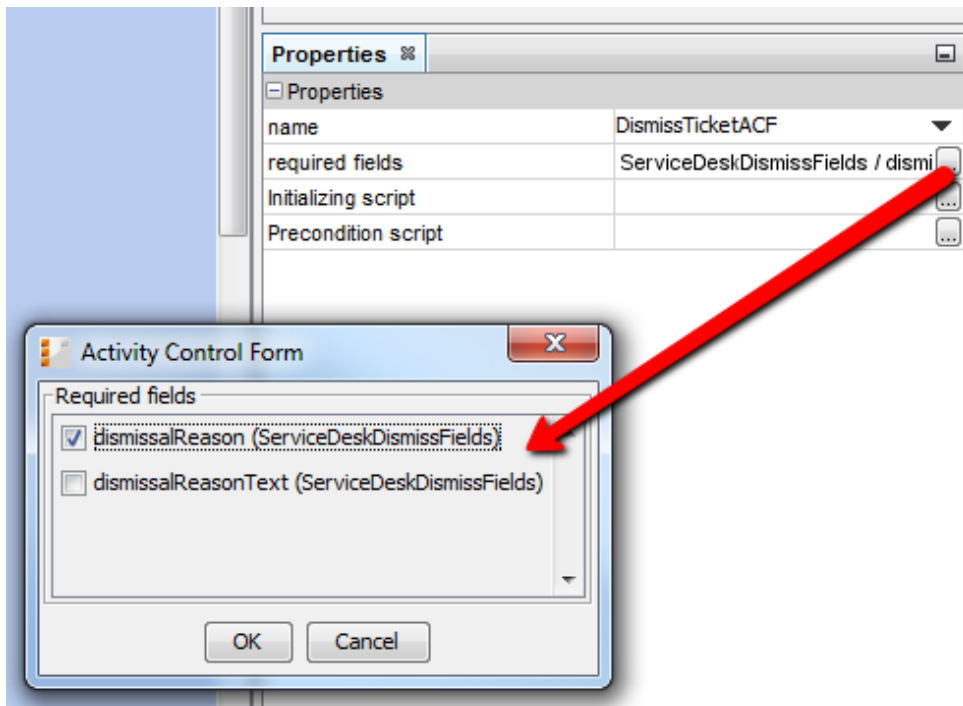 Properties
Properties
name DismissTicketACF
required fields ServiceDeskDismissFields / dismi ...
Initializing script ...
Precondition script ...
Activity Control Form
Required fields
dismissalReason (ServiceDeskDismissFields)
dismissalReasonText (ServiceDeskDismissFields)
OK Cancel